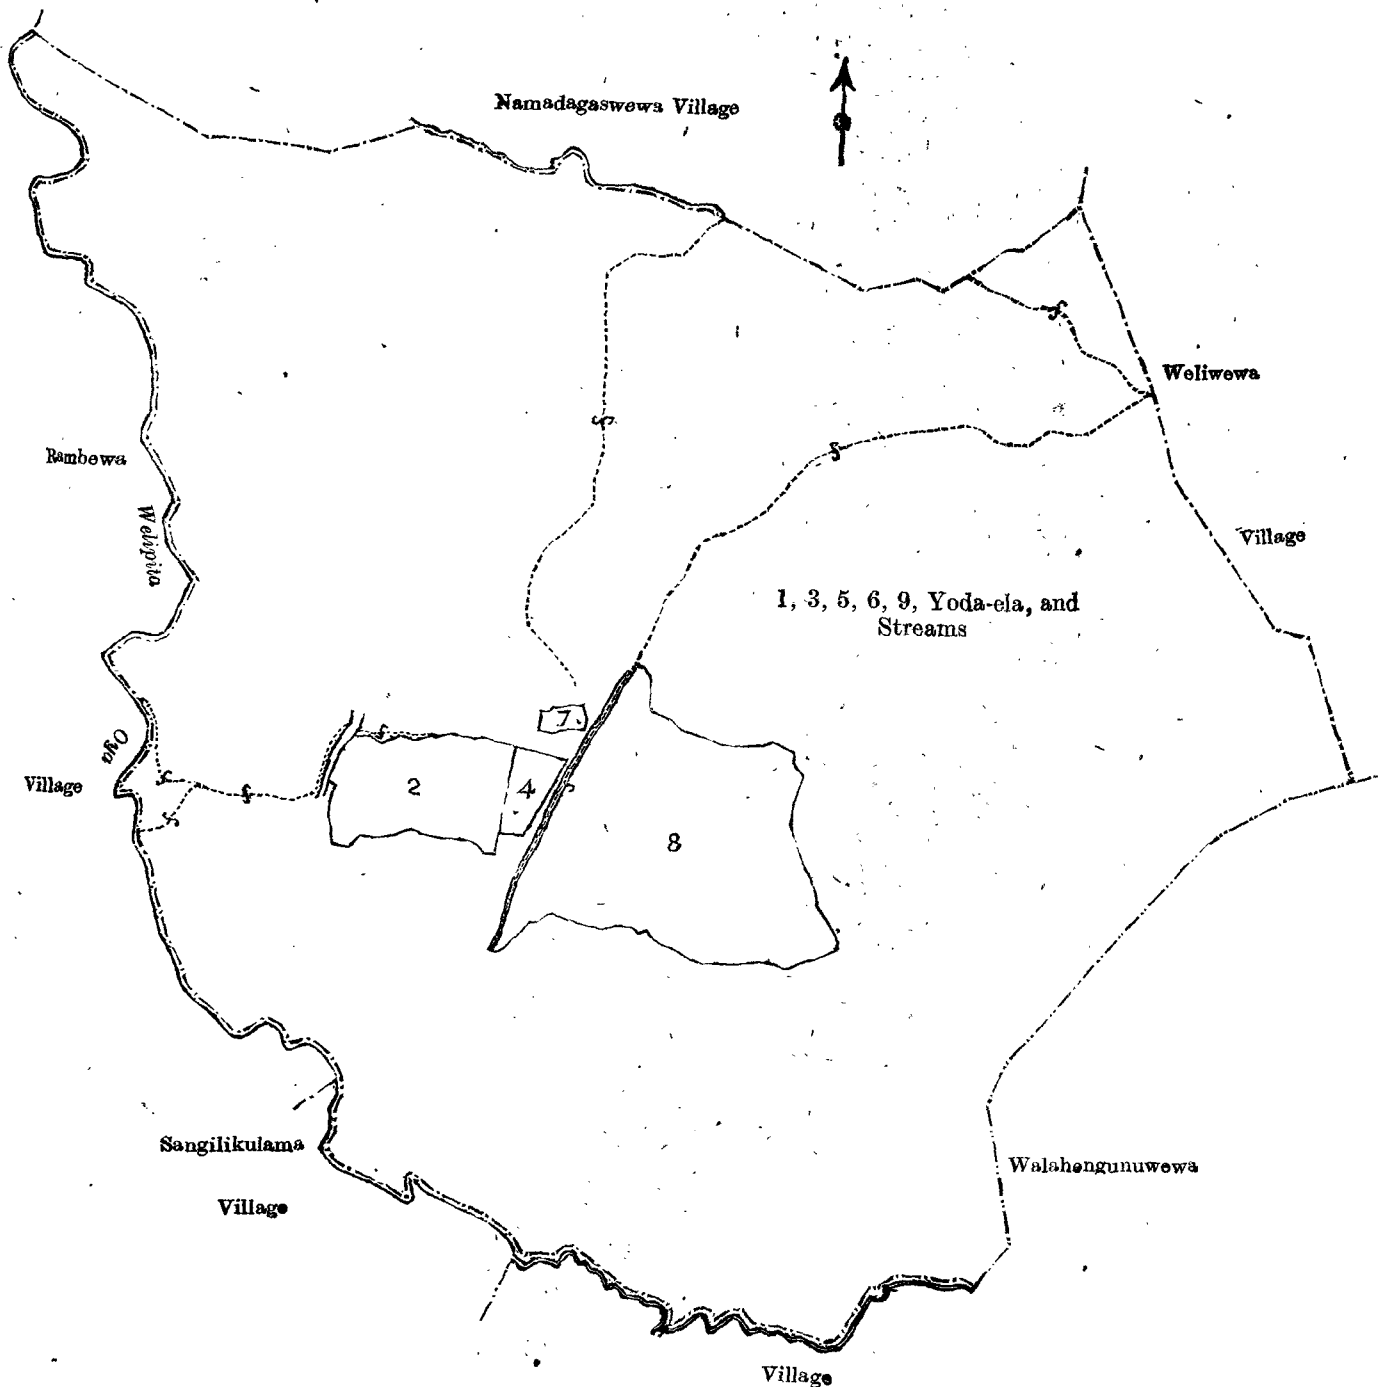 Namadagaswewa Village
Weliwewa
Rambewa
Welipita
Village
1, 3, 5, 6, 9, Yoda-ela, and
Streams
7
Oya
Village
2
4
8
Sangilikulama
Village
Walahengunuwewa
Village